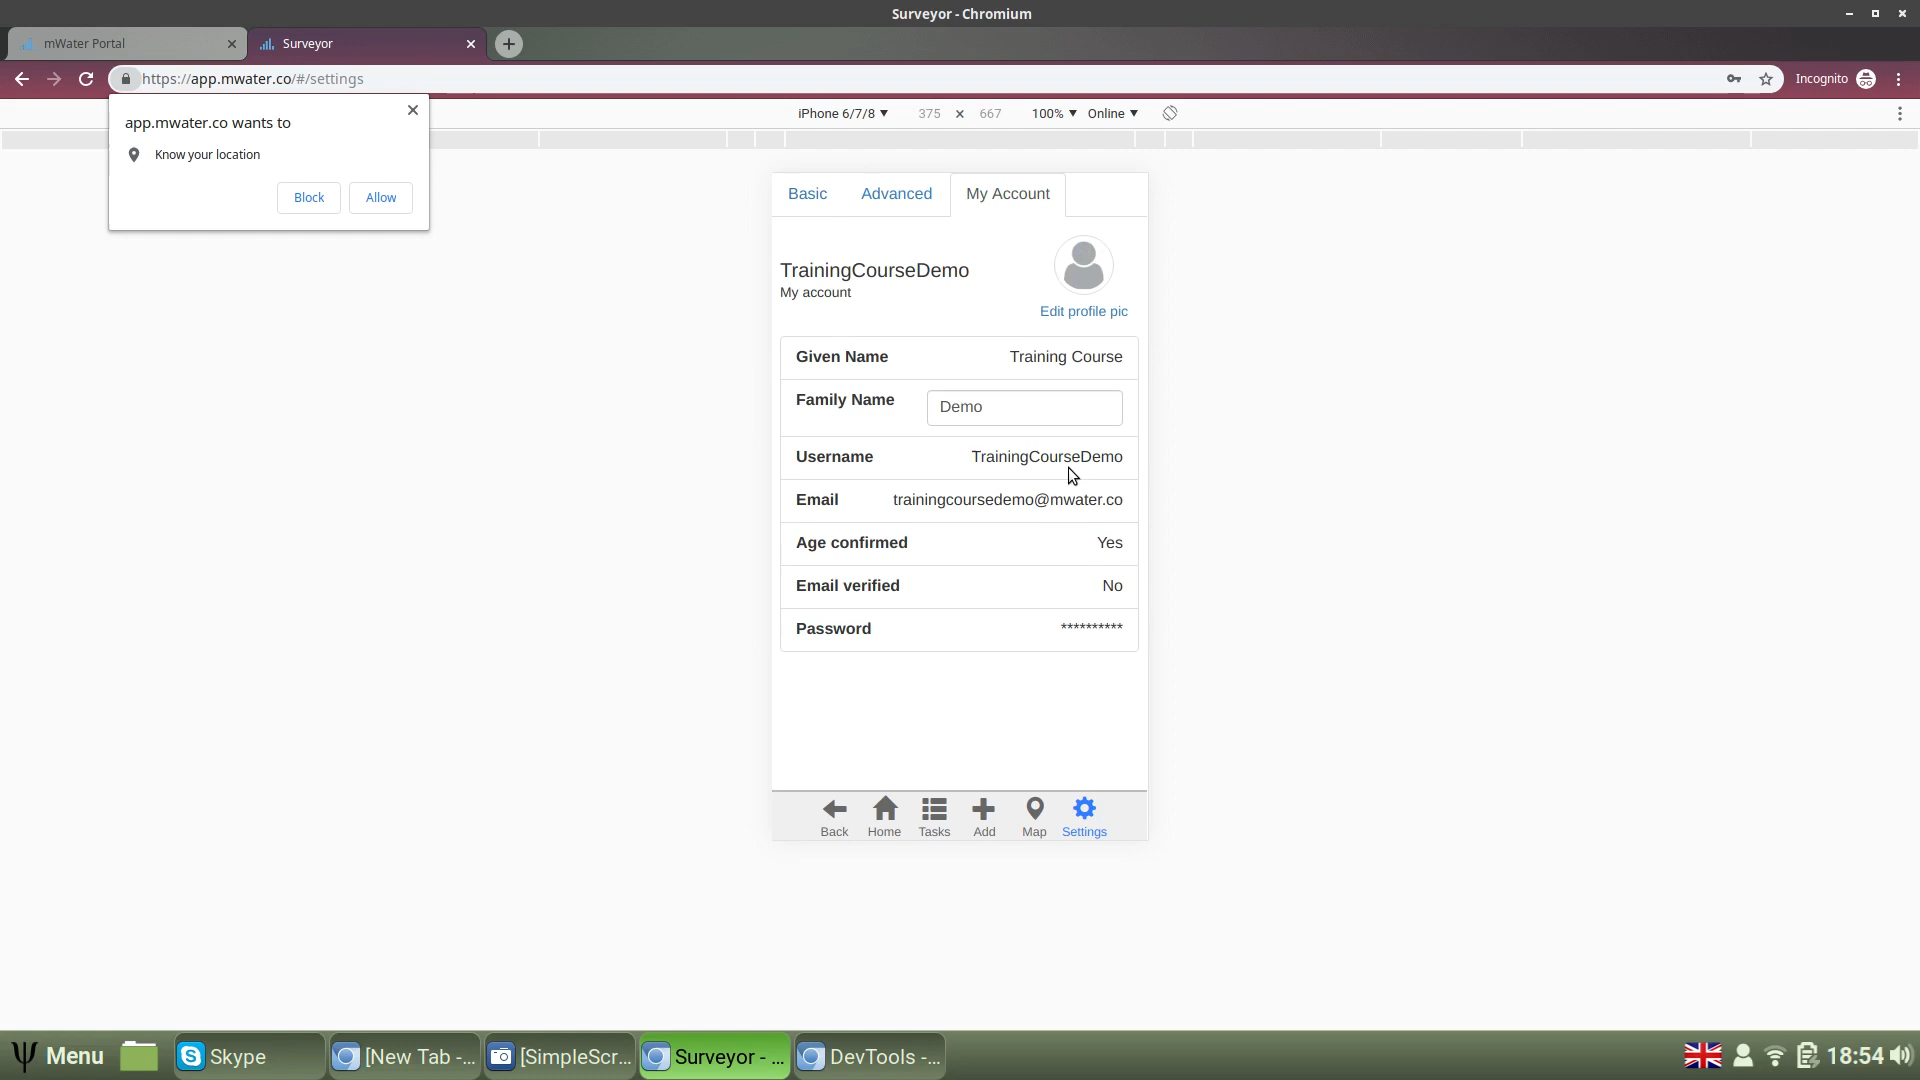 Surveyor - Chromium
mWater Portal
Surveyor
https://app.mwater.co/#/settings
Incognito
app.mwater.co wants to
Know your location
Block
Allow
iPhone 6/7/8 ▼ 375 × 667 100% ▼ Online ▼
Basic
Advanced
My Account
TrainingCourseDemo
My account
Edit profile pic
Given Name Training Course
Family Name Demo
Username TrainingCourseDemo
Email trainingcoursedemo@mwater.co
Age confirmed Yes
Email verified No
Password **********
Back Home Tasks Add Map Settings
Menu
Skype
[New Tab -...
[SimpleScr...
Surveyor - ...
DevTools -...
18:54